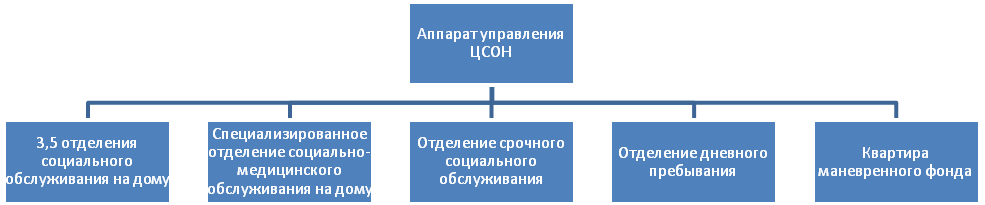 Аппарат управления
ЦСОН
3,5 отделения
социального
обслуживания на дому
Специализированное
отделение социально-
медицинского
обслуживания на дому
Отделение срочного
социального
обслуживания
Отделение дневного
пребывания
Квартира
маневренного фонда